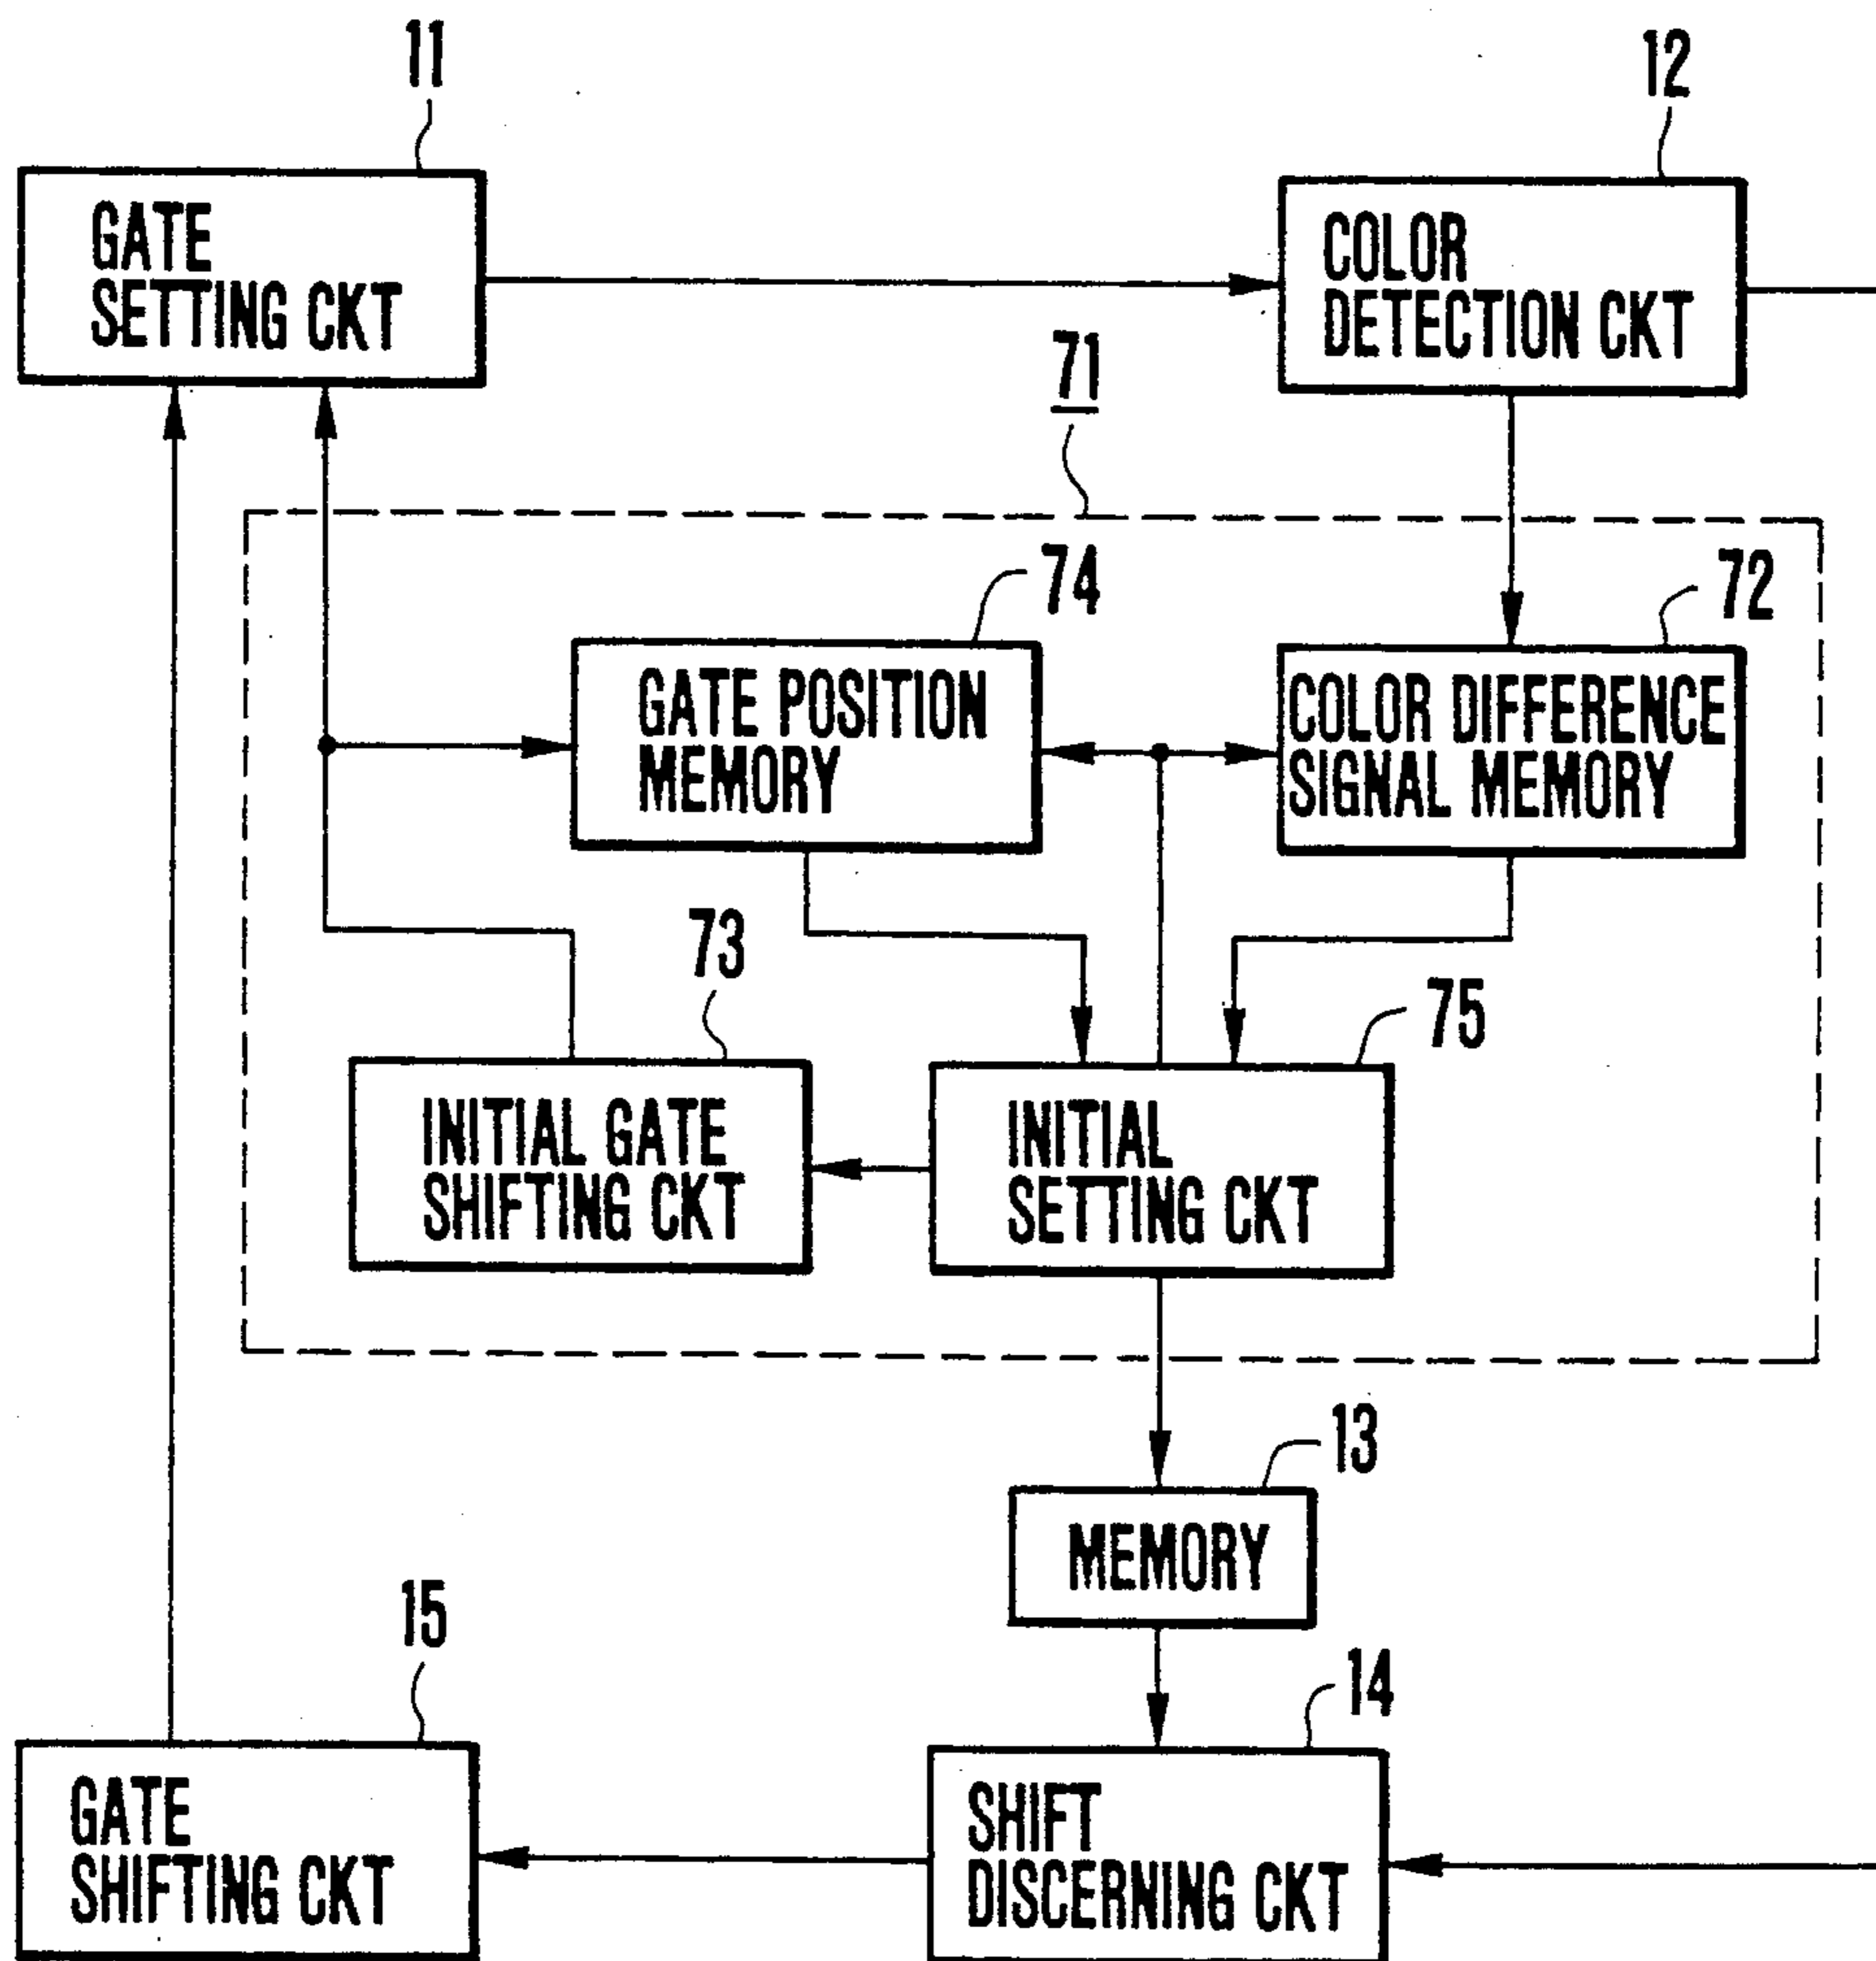 11
12
GATE
SETTING CKT
COLOR
DETECTION CKT
71
74
72
GATE POSITION
MEMORY
COLOR DIFFERENCE
SIGNAL MEMORY
73
75
INITIAL GATE
SHIFTING CKT
INITIAL
SETTING CKT
13
MEMORY
15
14
GATE
SHIFTING CKT
SHIFT
DISCERNING CKT